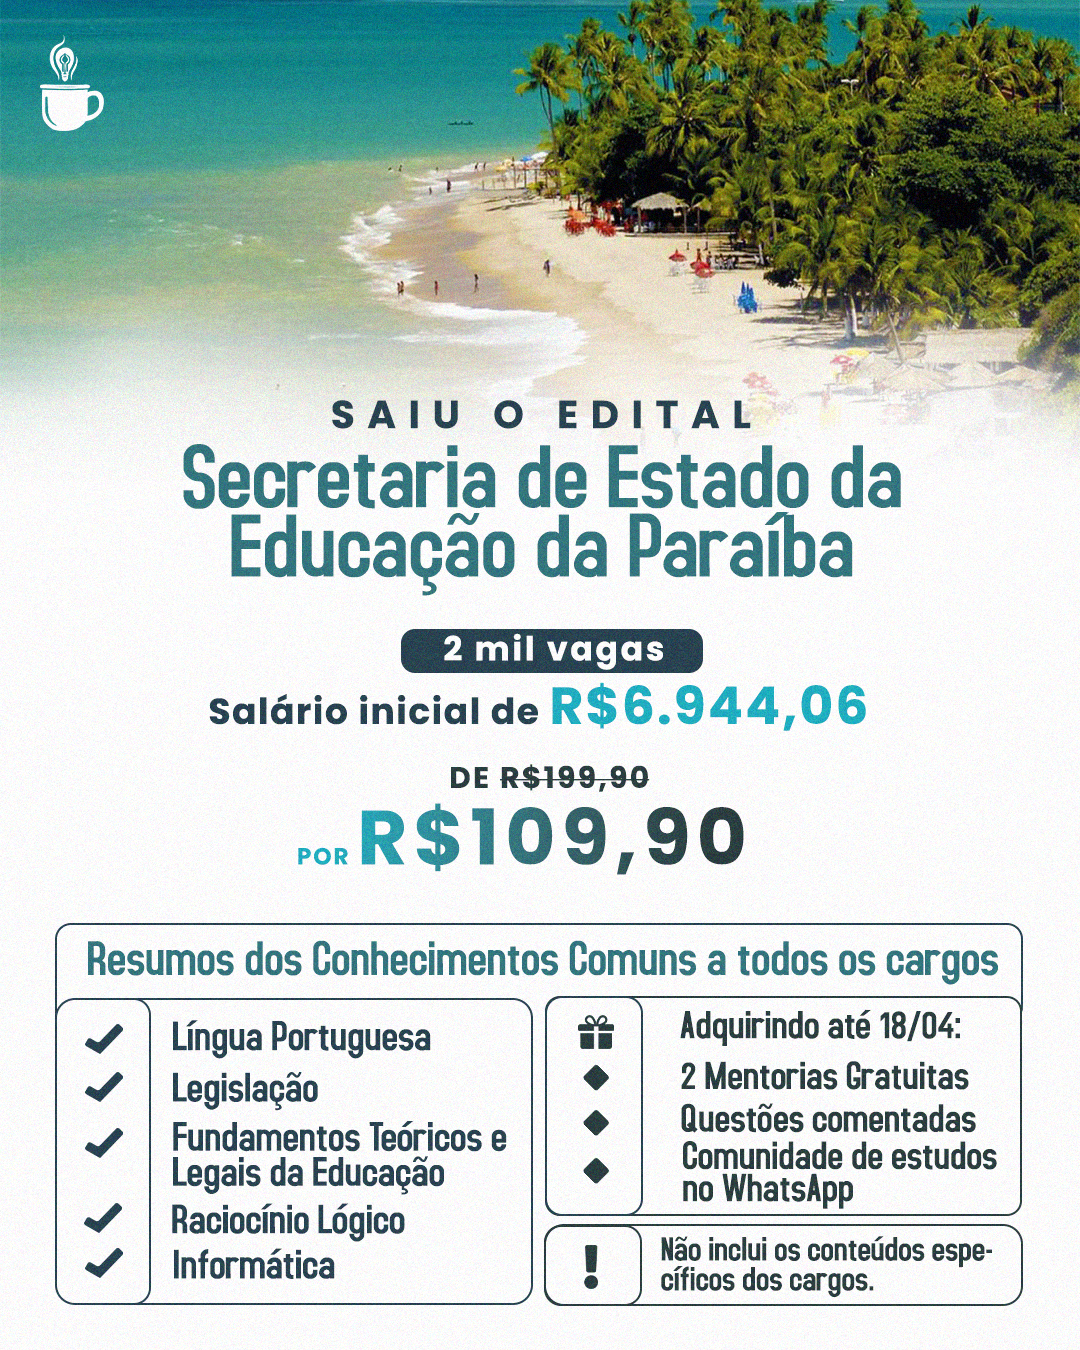 SAIU O EDITAL
Secretaria de Estado da
Educação da Paraíba
2 mil vagas
Salário inicial de R$6.944,06
DE R$199,90
POR R$109,90
Resumos dos Conhecimentos Comuns a todos os cargos
Língua Portuguesa
Legislação
Fundamentos Teóricos e
Legais da Educação
Raciocínio Lógico
Informática
Adquirindo até 18/04:
2 Mentorias Gratuitas
Questões comentadas
Comunidade de estudos
no WhatsApp
Não inclui os conteúdos espe-
cíficos dos cargos.